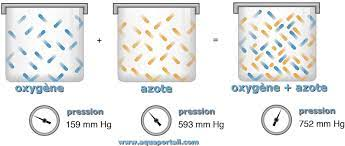 + =
oxygène azote oxygène + azote
pression pression pression
159 mm Hg 593 mm Hg 752 mm Hg
www.aquaportail.com